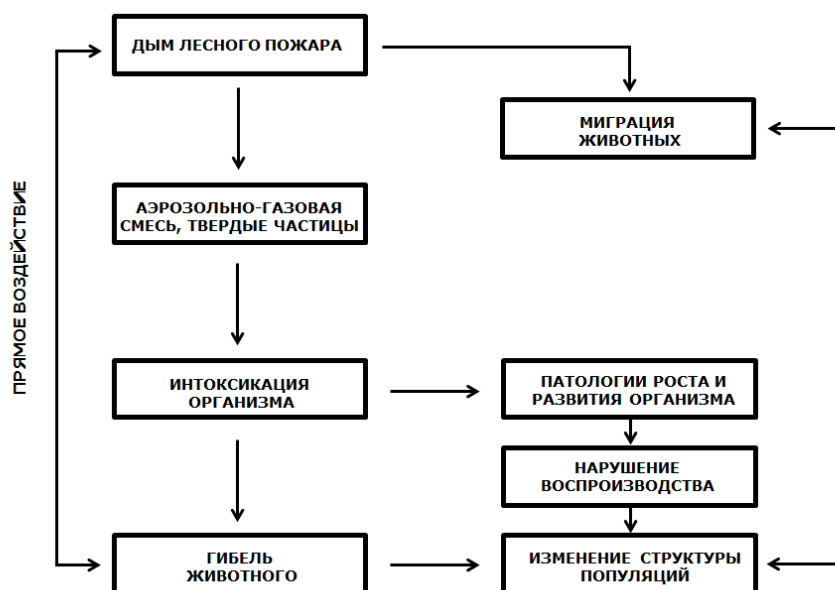 ДЫМ ЛЕСНОГО ПОЖАРА
МИГРАЦИЯ
ЖИВОТНЫХ
ПРЯМОЕ ВОЗДЕЙСТВИЕ
АЭРОЗОЛЬНО-ГАЗОВАЯ
СМЕСЬ, ТВЕРДЫЕ ЧАСТИЦЫ
ИНТОКСИКАЦИЯ
ОРГАНИЗМА
ПАТОЛОГИИ РОСТА И
РАЗВИТИЯ ОРГАНИЗМА
НАРУШЕНИЕ
ВОСПРОИЗВОДСТВА
ГИБЕЛЬ
ЖИВОТНОГО
ИЗМЕНЕНИЕ СТРУКТУРЫ
ПОПУЛЯЦИЙ